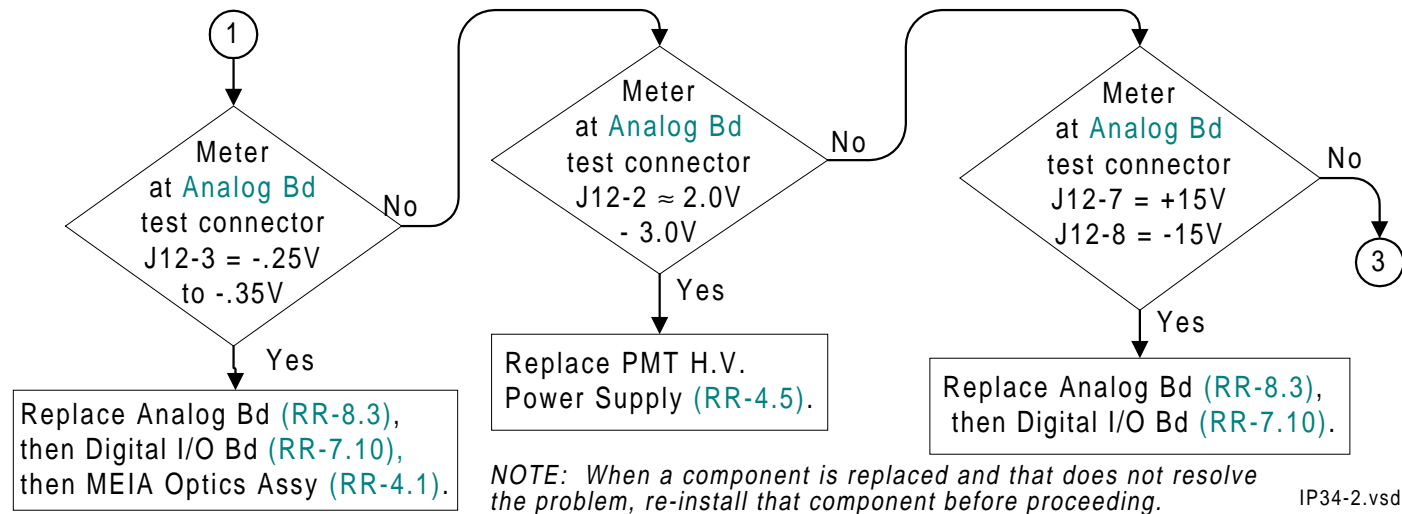 1
Meter
at Analog Bd
test connector
J12-3 = -.25V
to -.35V
No
Yes
Replace Analog Bd (RR-8.3),
then Digital I/O Bd (RR-7.10),
then MEIA Optics Assy (RR-4.1).
Meter
at Analog Bd
test connector
J12-2 ≈ 2.0V
- 3.0V
No
Yes
Replace PMT H.V.
Power Supply (RR-4.5).
Meter
at Analog Bd
test connector
J12-7 = +15V
J12-8 = -15V
No
3
Yes
Replace Analog Bd (RR-8.3),
then Digital I/O Bd (RR-7.10).
NOTE: When a component is replaced and that does not resolve
the problem, re-install that component before proceeding.
IP34-2.vsd